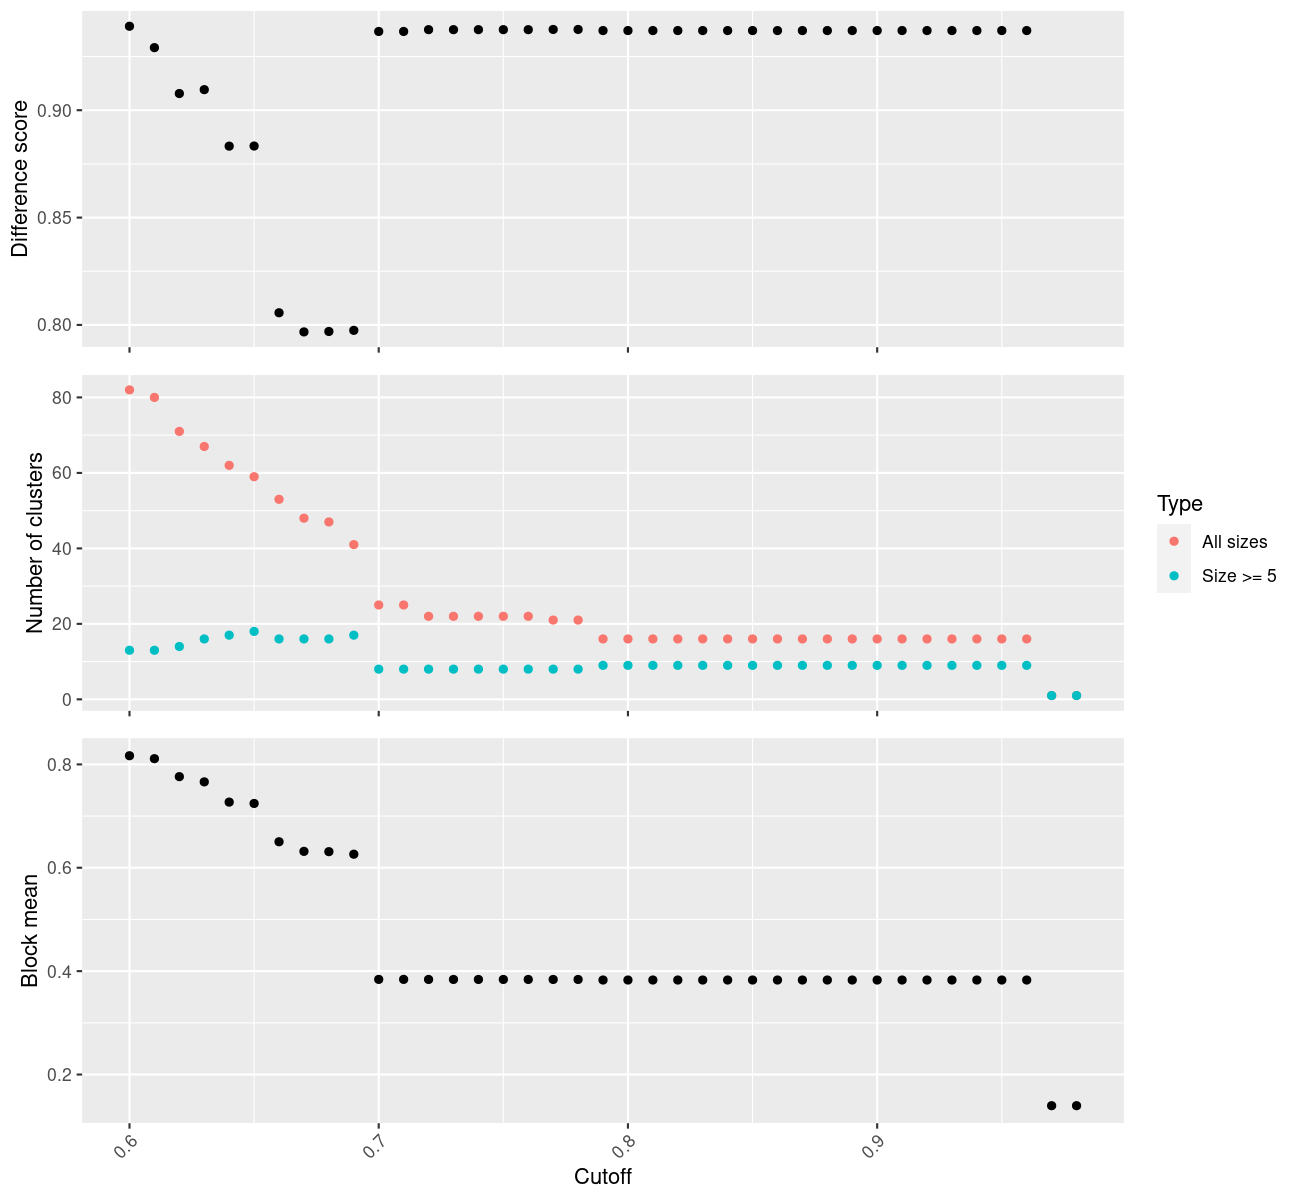 Difference score
0.90
0.85
0.80
Number of clusters
80
60
40
20
0
Type
All sizes
Size >= 5
Block mean
0.8
0.6
0.4
0.2
0.6 0.7 0.8 0.9
Cutoff